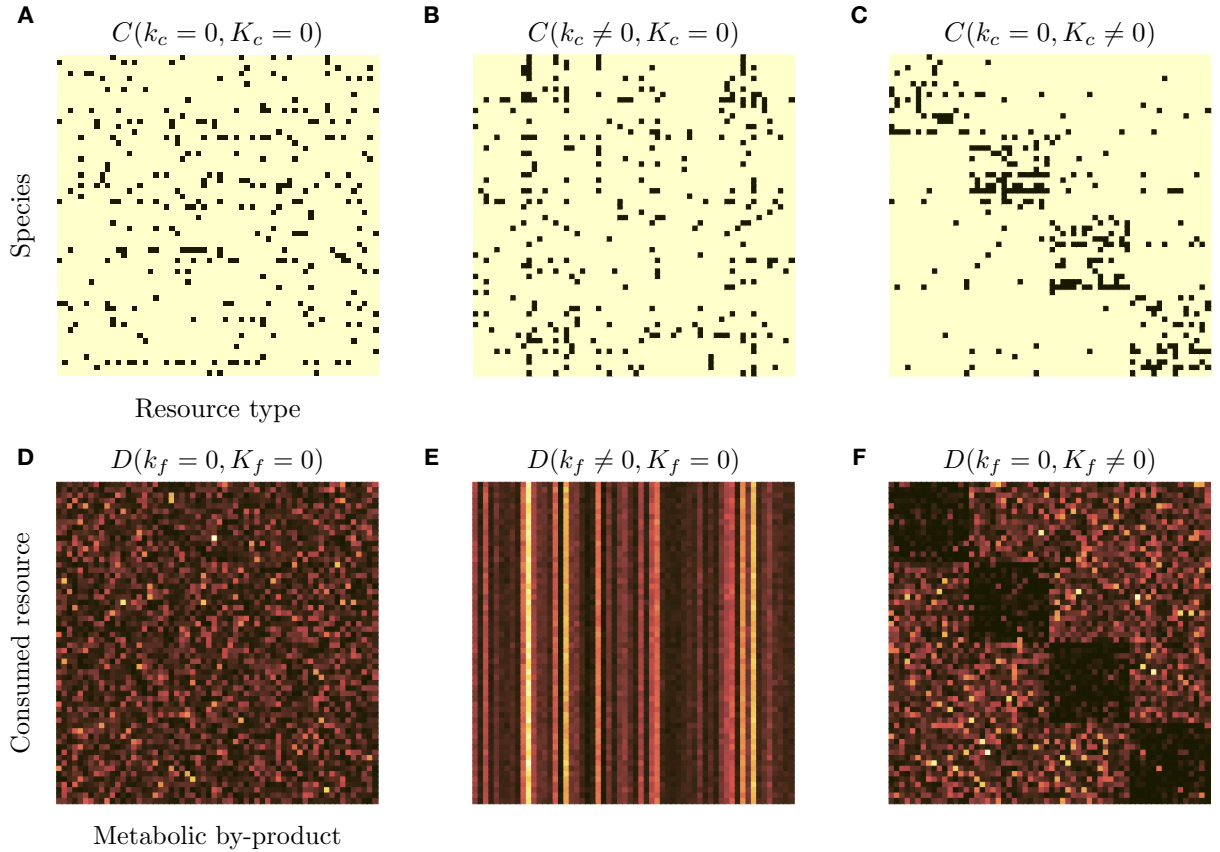 A
B
C
C(k_c = 0, K_c = 0)
C(k_c ≠ 0, K_c = 0)
C(k_c = 0, K_c ≠ 0)
Species
Resource type
D
E
F
D(k_f = 0, K_f = 0)
D(k_f ≠ 0, K_f = 0)
D(k_f = 0, K_f ≠ 0)
Consumed resource
Metabolic by-product